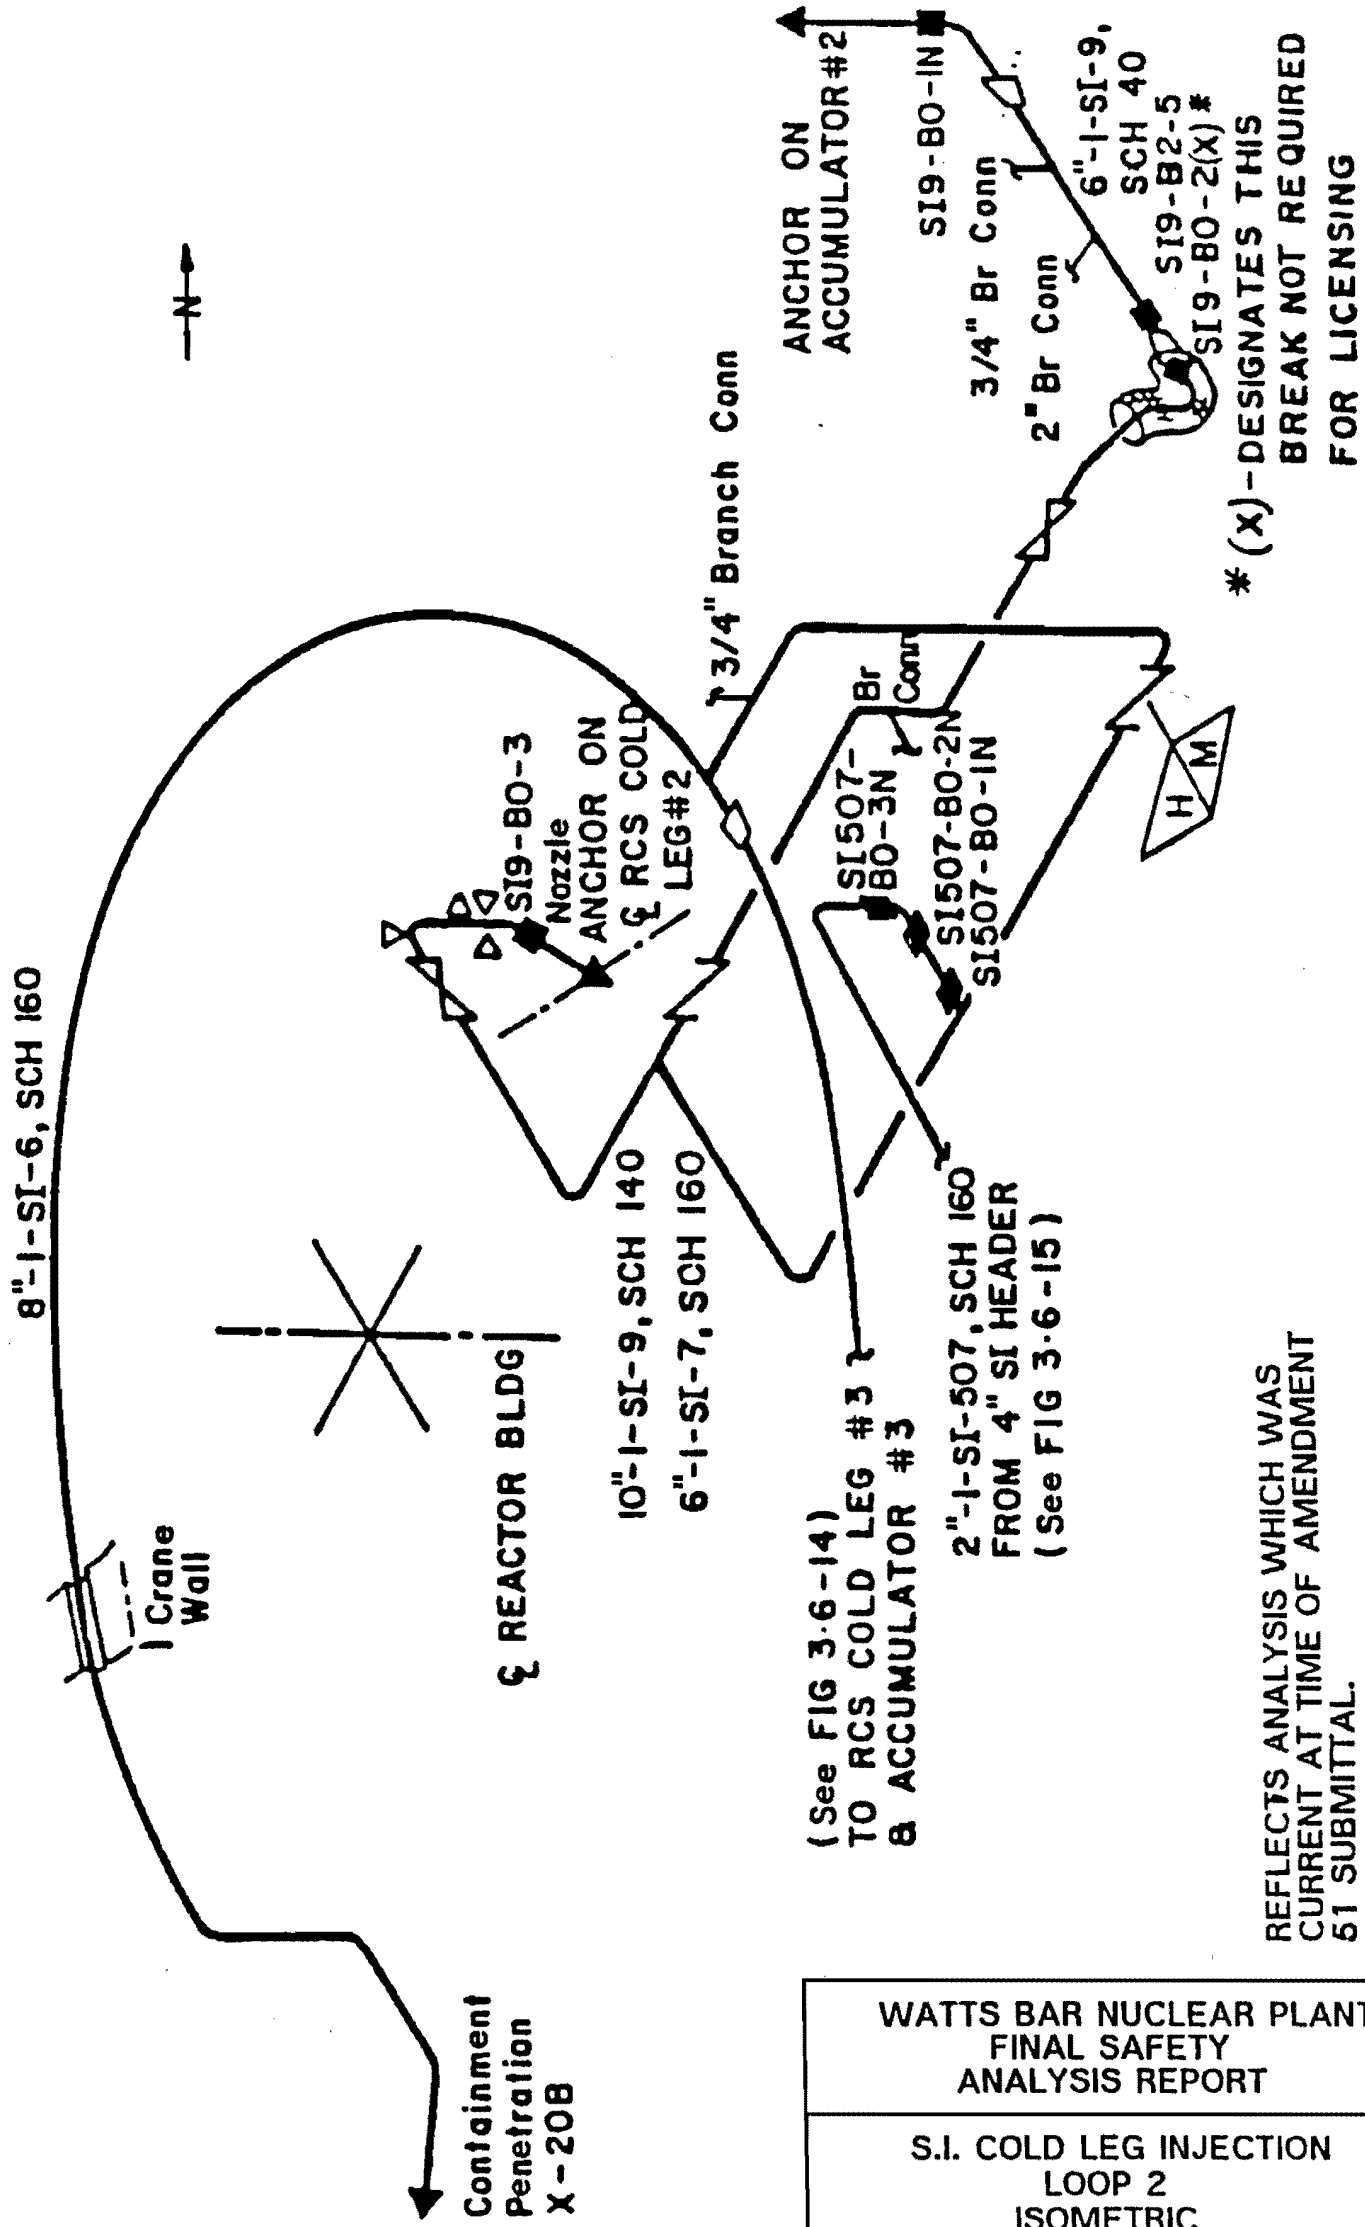 8"-1-SI-6, SCH 160
Crane
Wall
N
Containment
Penetration
X-20B
℄ REACTOR BLDG
SI9-BO-3
Nozzle
ANCHOR ON
℄ RCS COLD
LEG#2
3/4" Branch Conn
ANCHOR ON
ACCUMULATOR#2
SI9-BO-1N
3/4" Br Conn
2" Br Conn
6"-1-SI-9,
SCH 40
SI9-B2-5
SI9-BO-2(X)*
*(X)-DESIGNATES THIS
BREAK NOT REQUIRED
FOR LICENSING
10"-1-SI-9, SCH 140
6"-1-SI-7, SCH 160
Br
Conn
SI507-
BO-3N
SI507-BO-2N
SI507-BO-1N
H
M
(See FIG 3.6-14)
TO RCS COLD LEG #3
& ACCUMULATOR #3
2"-1-SI-507, SCH 160
FROM 4" SI HEADER
(See FIG 3.6-15)
REFLECTS ANALYSIS WHICH WAS
CURRENT AT TIME OF AMENDMENT
51 SUBMITTAL.
WATTS BAR NUCLEAR PLANT
FINAL SAFETY
ANALYSIS REPORT
S.I. COLD LEG INJECTION
LOOP 2
ISOMETRIC